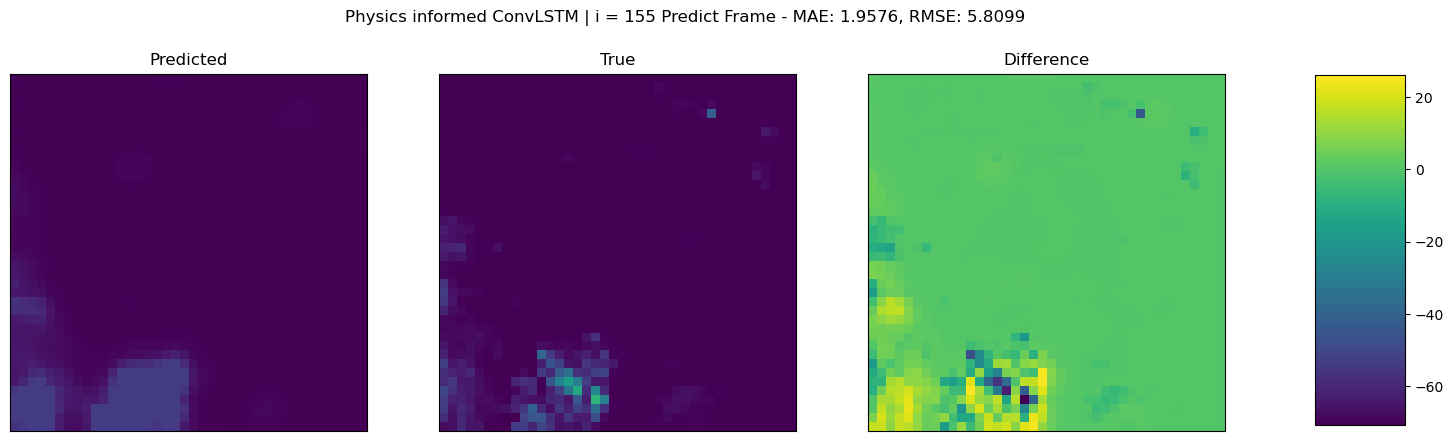 Physics informed ConvLSTM | i = 155 Predict Frame - MAE: 1.9576, RMSE: 5.8099
Predicted
True
Difference
20
0
−20
−40
−60